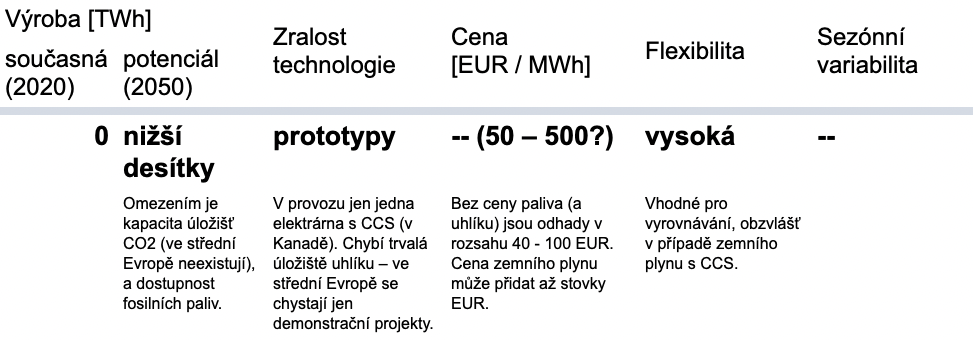 Výroba [TWh]
současná
(2020)
potenciál
(2050)
Zralost
technologie
Cena
[EUR / MWh]
Flexibilita
Sezónní
variabilita
0
nižší
desítky
prototypy
-- (50 – 500?)
vysoká
--
Omezením je
kapacita úložišť
CO2 (ve střední
Evropě neexistují),
a dostupnost
fosilních paliv.
V provozu jen jedna
elektrárna s CCS (v
Kanadě). Chybí trvalá
úložiště uhlíku – ve
střední Evropě se
chystají jen
demonstrační projekty.
Bez ceny paliva (a
uhlíku) jsou odhady v
rozsahu 40 - 100 EUR.
Cena zemního plynu
může přidat až stovky
EUR.
Vhodné pro
vyrovnávání, obzvlášť
v případě zemního
plynu s CCS.